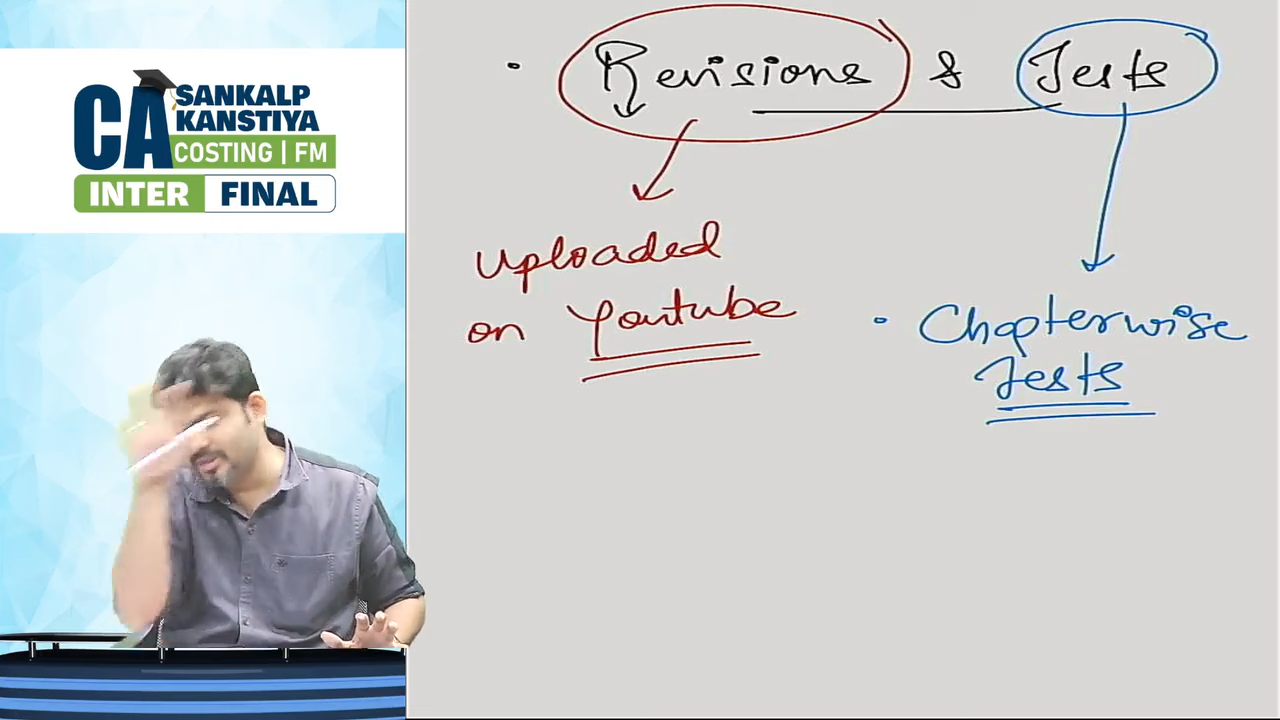 CA SANKALP
KANSTIYA
COSTING | FM
INTER FINAL
• Revisions & Tests
Uploaded
on Youtube
• Chapterwise
Tests